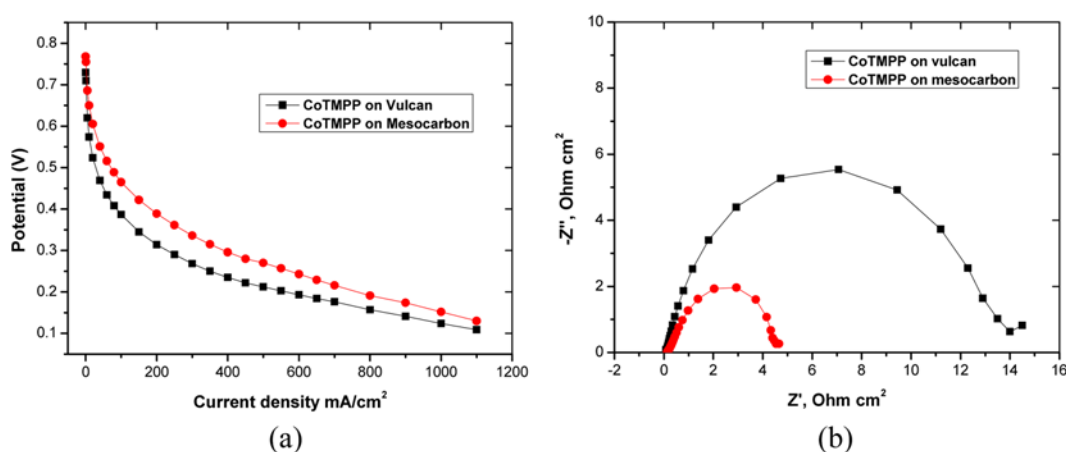 0.8
0.7
0.6
0.5
0.4
0.3
0.2
0.1
Potential (V)
CoTMPP on Vulcan
CoTMPP on Mesocarbon
0 200 400 600 800 1000 1200
Current density mA/cm²
(a)
10
8
6
4
2
0
-Z'', Ohm cm²
CoTMPP on vulcan
CoTMPP on mesocarbon
-2 0 2 4 6 8 10 12 14 16
Z', Ohm cm²
(b)